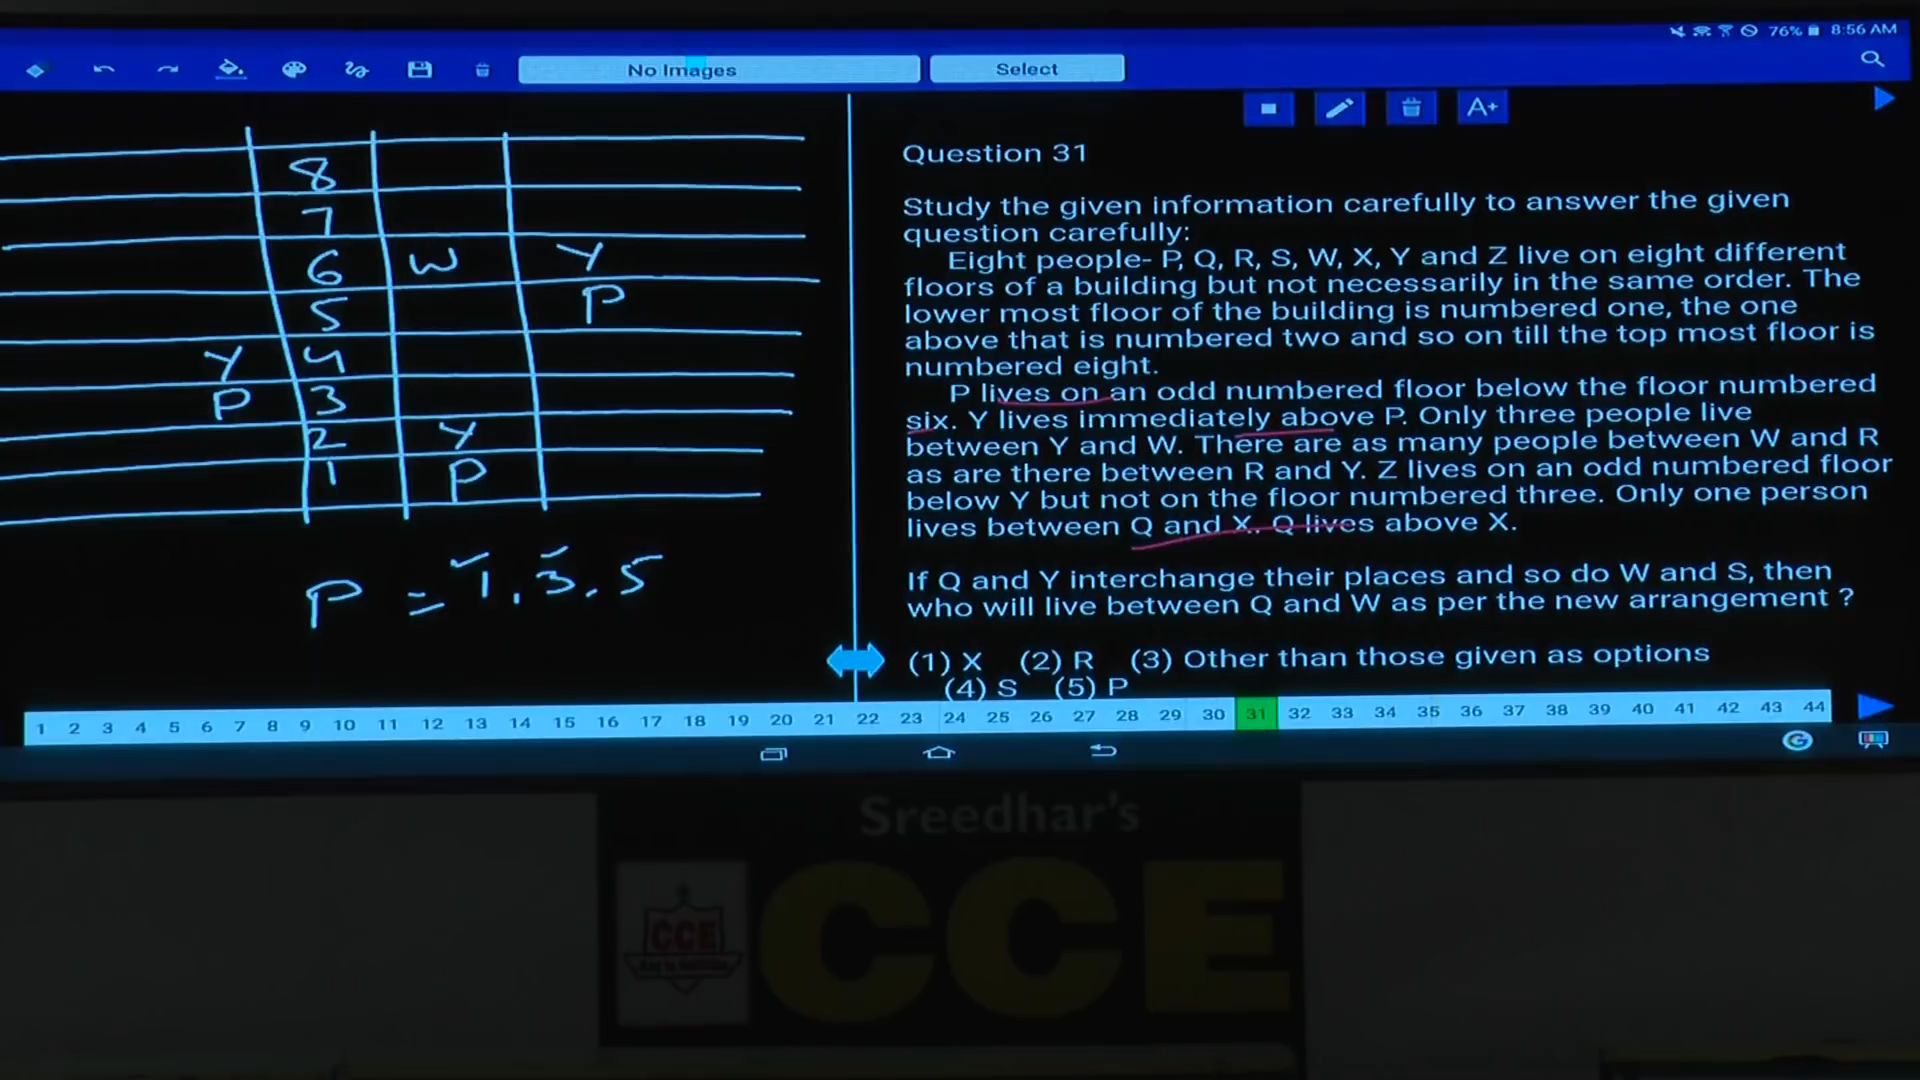 76% 8:56 AM
No Images Select
A+
8
7
6 W Y
5 P
Y 4
P 3
2 Y
1 P
P = 1, 3, 5
Question 31
Study the given information carefully to answer the given
question carefully:
Eight people- P, Q, R, S, W, X, Y and Z live on eight different
floors of a building but not necessarily in the same order. The
lower most floor of the building is numbered one, the one
above that is numbered two and so on till the top most floor is
numbered eight.
P lives on an odd numbered floor below the floor numbered
six. Y lives immediately above P. Only three people live
between Y and W. There are as many people between W and R
as are there between R and Y. Z lives on an odd numbered floor
below Y but not on the floor numbered three. Only one person
lives between Q and X. Q lives above X.
If Q and Y interchange their places and so do W and S, then
who will live between Q and W as per the new arrangement ?
(1) X (2) R (3) Other than those given as options
(4) S (5) P
1 2 3 4 5 6 7 8 9 10 11 12 13 14 15 16 17 18 19 20 21 22 23 24 25 26 27 28 29 30 31 32 33 34 35 36 37 38 39 40 41 42 43 44
Sreedhar's
CCE
CCE